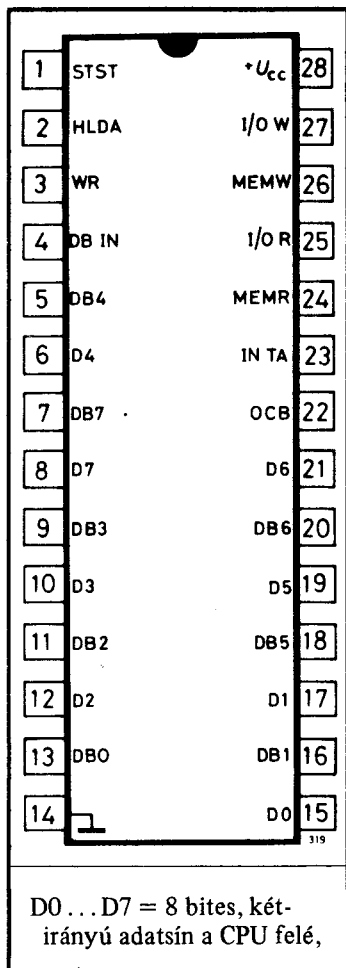 1 STST +Ucc 28
2 HLDA I/O W 27
3 WR MEMW 26
4 DB IN I/O R 25
5 DB4 MEMR 24
6 D4 IN TA 23
7 DB7 OCB 22
8 D7 D6 21
9 DB3 DB6 20
10 D3 D5 19
11 DB2 DB5 18
12 D2 D1 17
13 DB0 DB1 16
14 D0 15
319
D0 ... D7 = 8 bites, két-
irányú adatsín a CPU felé,